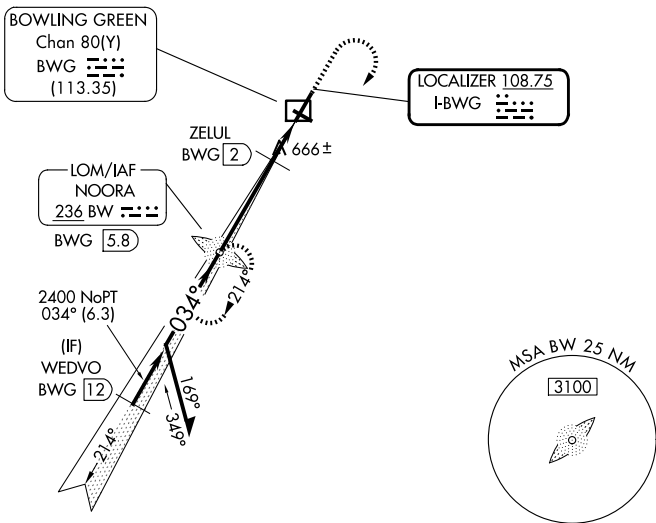 BOWLING GREEN
Chan 80(Y)
BWG
(113.35)
LOCALIZER 108.75
I-BWG
ZELUL
BWG 2
666±
LOM/IAF
NOORA
236 BW
BWG 5.8
214°
2400 NoPT
034° (6.3)
034°
(IF)
WEDVO
BWG 12
169°
349°
214°
MSA BW 25 NM
3100